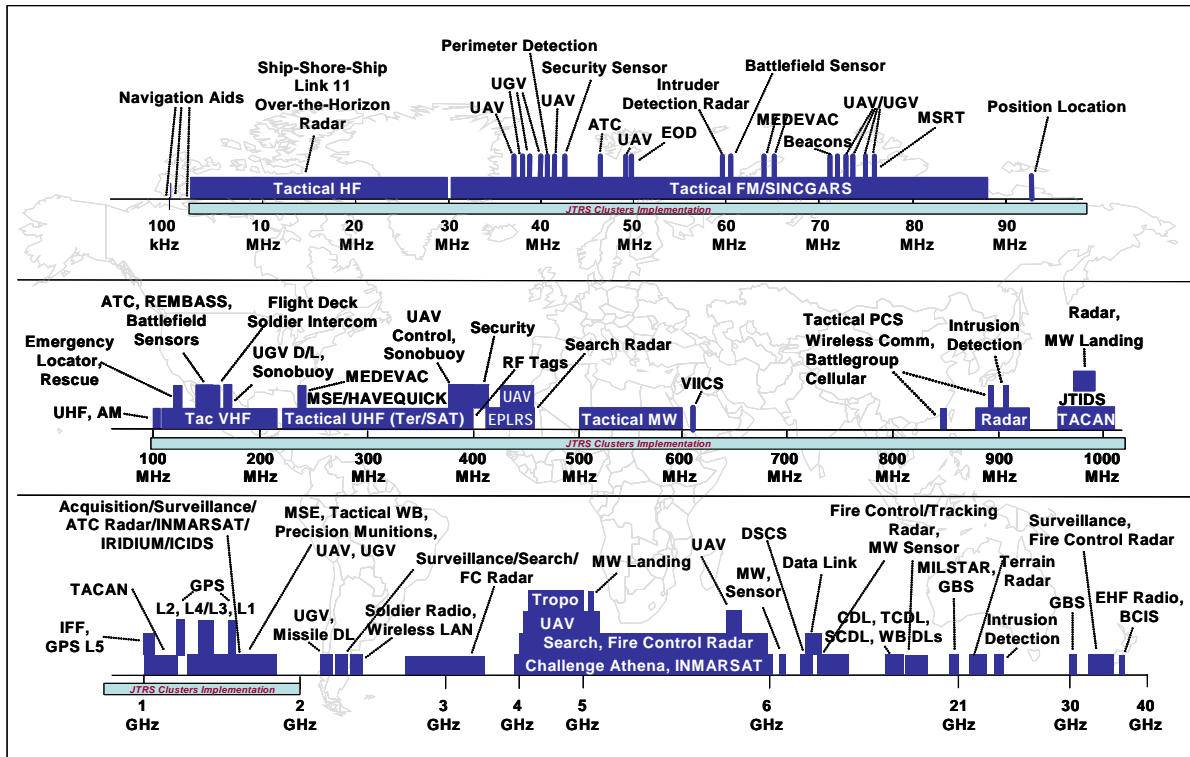 Perimeter Detection
Ship-Shore-Ship
Link 11
Over-the-Horizon
Radar
Navigation Aids
UGV
UAV
Security Sensor
UAV
ATC
UAV
EOD
Intruder
Detection Radar
Battlefield Sensor
MEDEVAC
UAV/UGV
Beacons
MSRT
Position Location
Tactical HF
Tactical FM/SINCGARS
JTRS Clusters Implementation
100
kHz
10
MHz
20
MHz
30
MHz
40
MHz
50
MHz
60
MHz
70
MHz
80
MHz
90
MHz
ATC, REMBASS,
Battlefield
Sensors
Flight Deck
Soldier Intercom
Emergency
Locator,
Rescue
UGV D/L,
Sonobuoy
UAV
Control,
Sonobuoy
Security
Search Radar
RF Tags
MEDEVAC
MSE/HAVEQUICK
UHF, AM
Tac VHF
Tactical UHF (Ter/SAT)
UAV
EPLRS
Tactical MW
VIICS
Tactical PCS
Wireless Comm,
Battlegroup
Cellular
Intrusion
Detection
Radar,
MW Landing
Radar
JTIDS
TACAN
JTRS Clusters Implementation
100
MHz
200
MHz
300
MHz
400
MHz
500
MHz
600
MHz
700
MHz
800
MHz
900
MHz
1000
MHz
Acquisition/Surveillance/
ATC Radar/INMARSAT/
IRIDIUM/ICIDS
MSE, Tactical WB,
Precision Munitions,
UAV, UGV
TACAN
GPS
L2, L4/L3, L1
IFF,
GPS L5
UGV,
Missile DL
Surveillance/Search/
FC Radar
Soldier Radio,
Wireless LAN
MW Landing
Tropo
UAV
Search, Fire Control Radar
Challenge Athena, INMARSAT
UAV
DSCS
MW,
Sensor
Data Link
Fire Control/Tracking
Radar,
MW Sensor
MILSTAR,
GBS
CDL, TCDL,
SCDL, WB DLs
Surveillance,
Fire Control Radar
Terrain
Radar
Intrusion
Detection
GBS
EHF Radio,
BCIS
JTRS Clusters Implementation
1
GHz
2
GHz
3
GHz
4
GHz
5
GHz
6
GHz
21
GHz
30
GHz
40
GHz